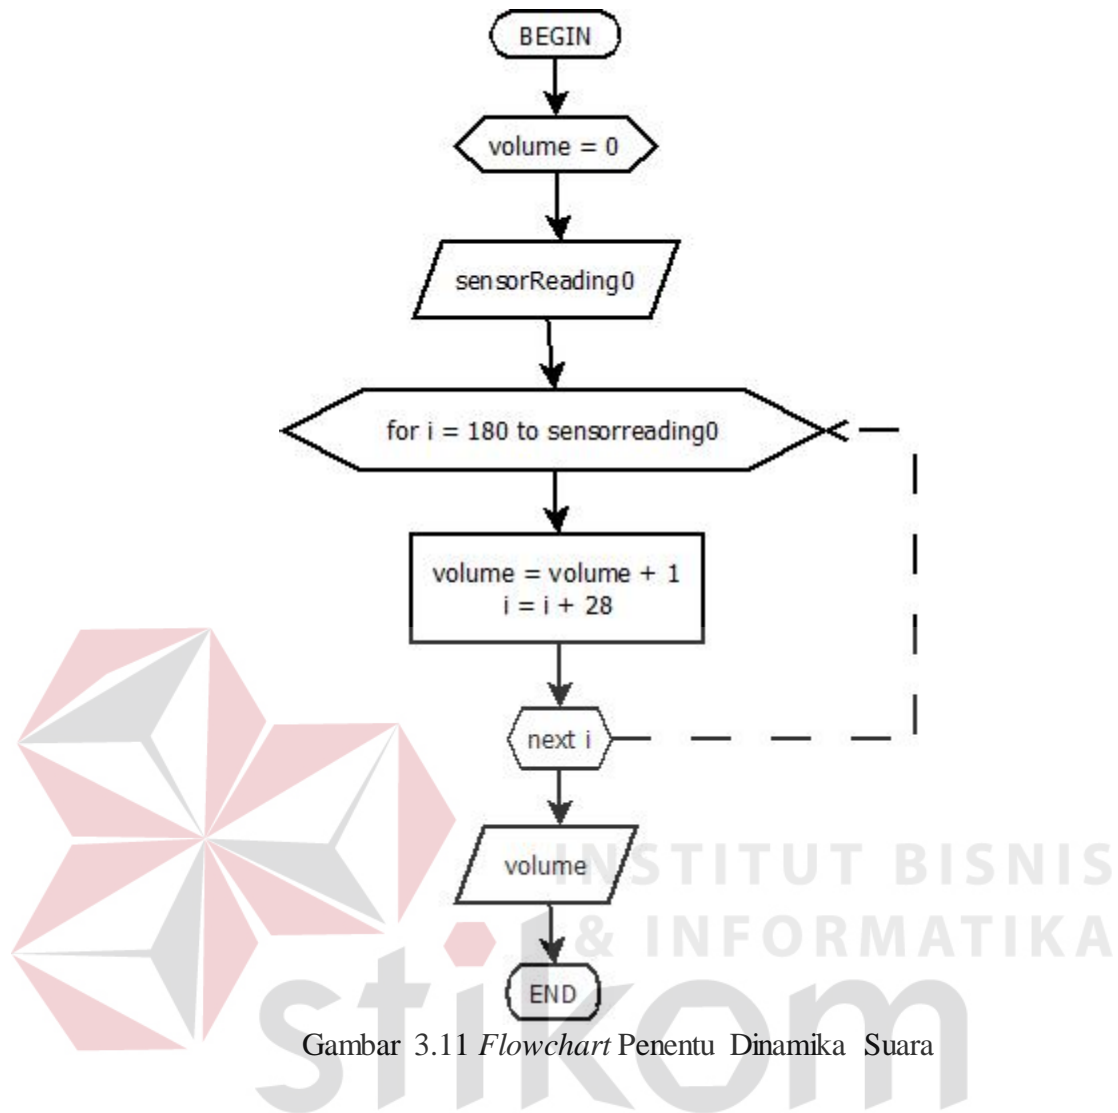 BEGIN
volume = 0
sensorReading0
for i = 180 to sensorreading0
volume = volume + 1
i = i + 28
next i
volume
END
INSTITUT BISNIS
& INFORMATIKA
stikom
Gambar 3.11 Flowchart Penentu Dinamika Suara